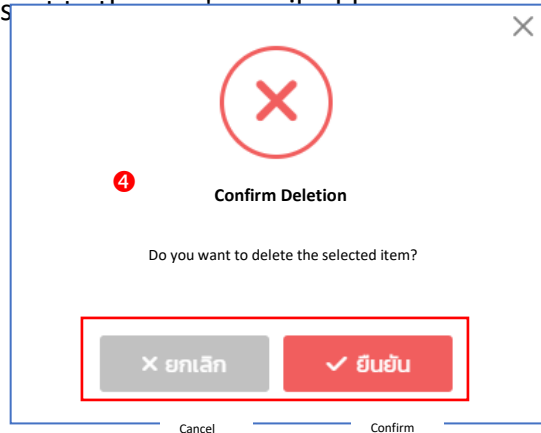 4
Confirm Deletion
Do you want to delete the selected item?
× ยกเลิก ✓ ยืนยัน
Cancel Confirm